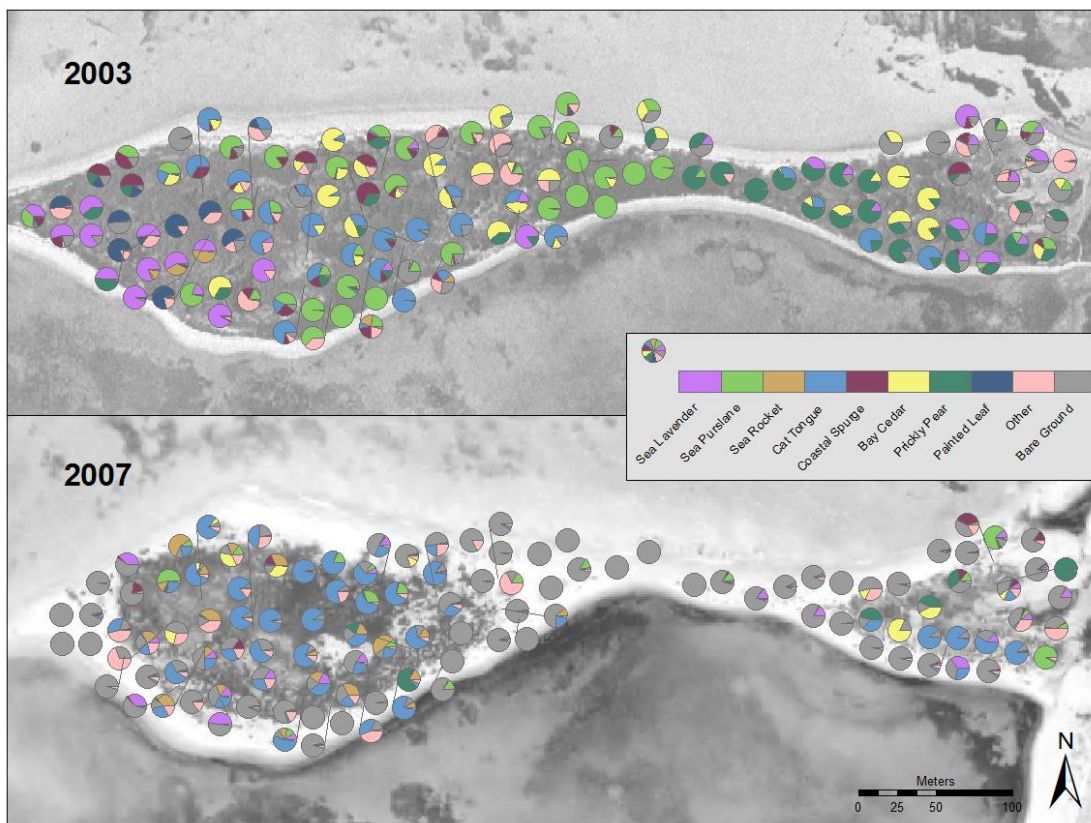 2003
Sea Lavender
Sea Purslane
Sea Rocket
Cat Tongue
Coastal Spurge
Bay Cedar
Prickly Pear
Painted Leaf
Other
Bare Ground
2007
N
Meters
0 25 50 100